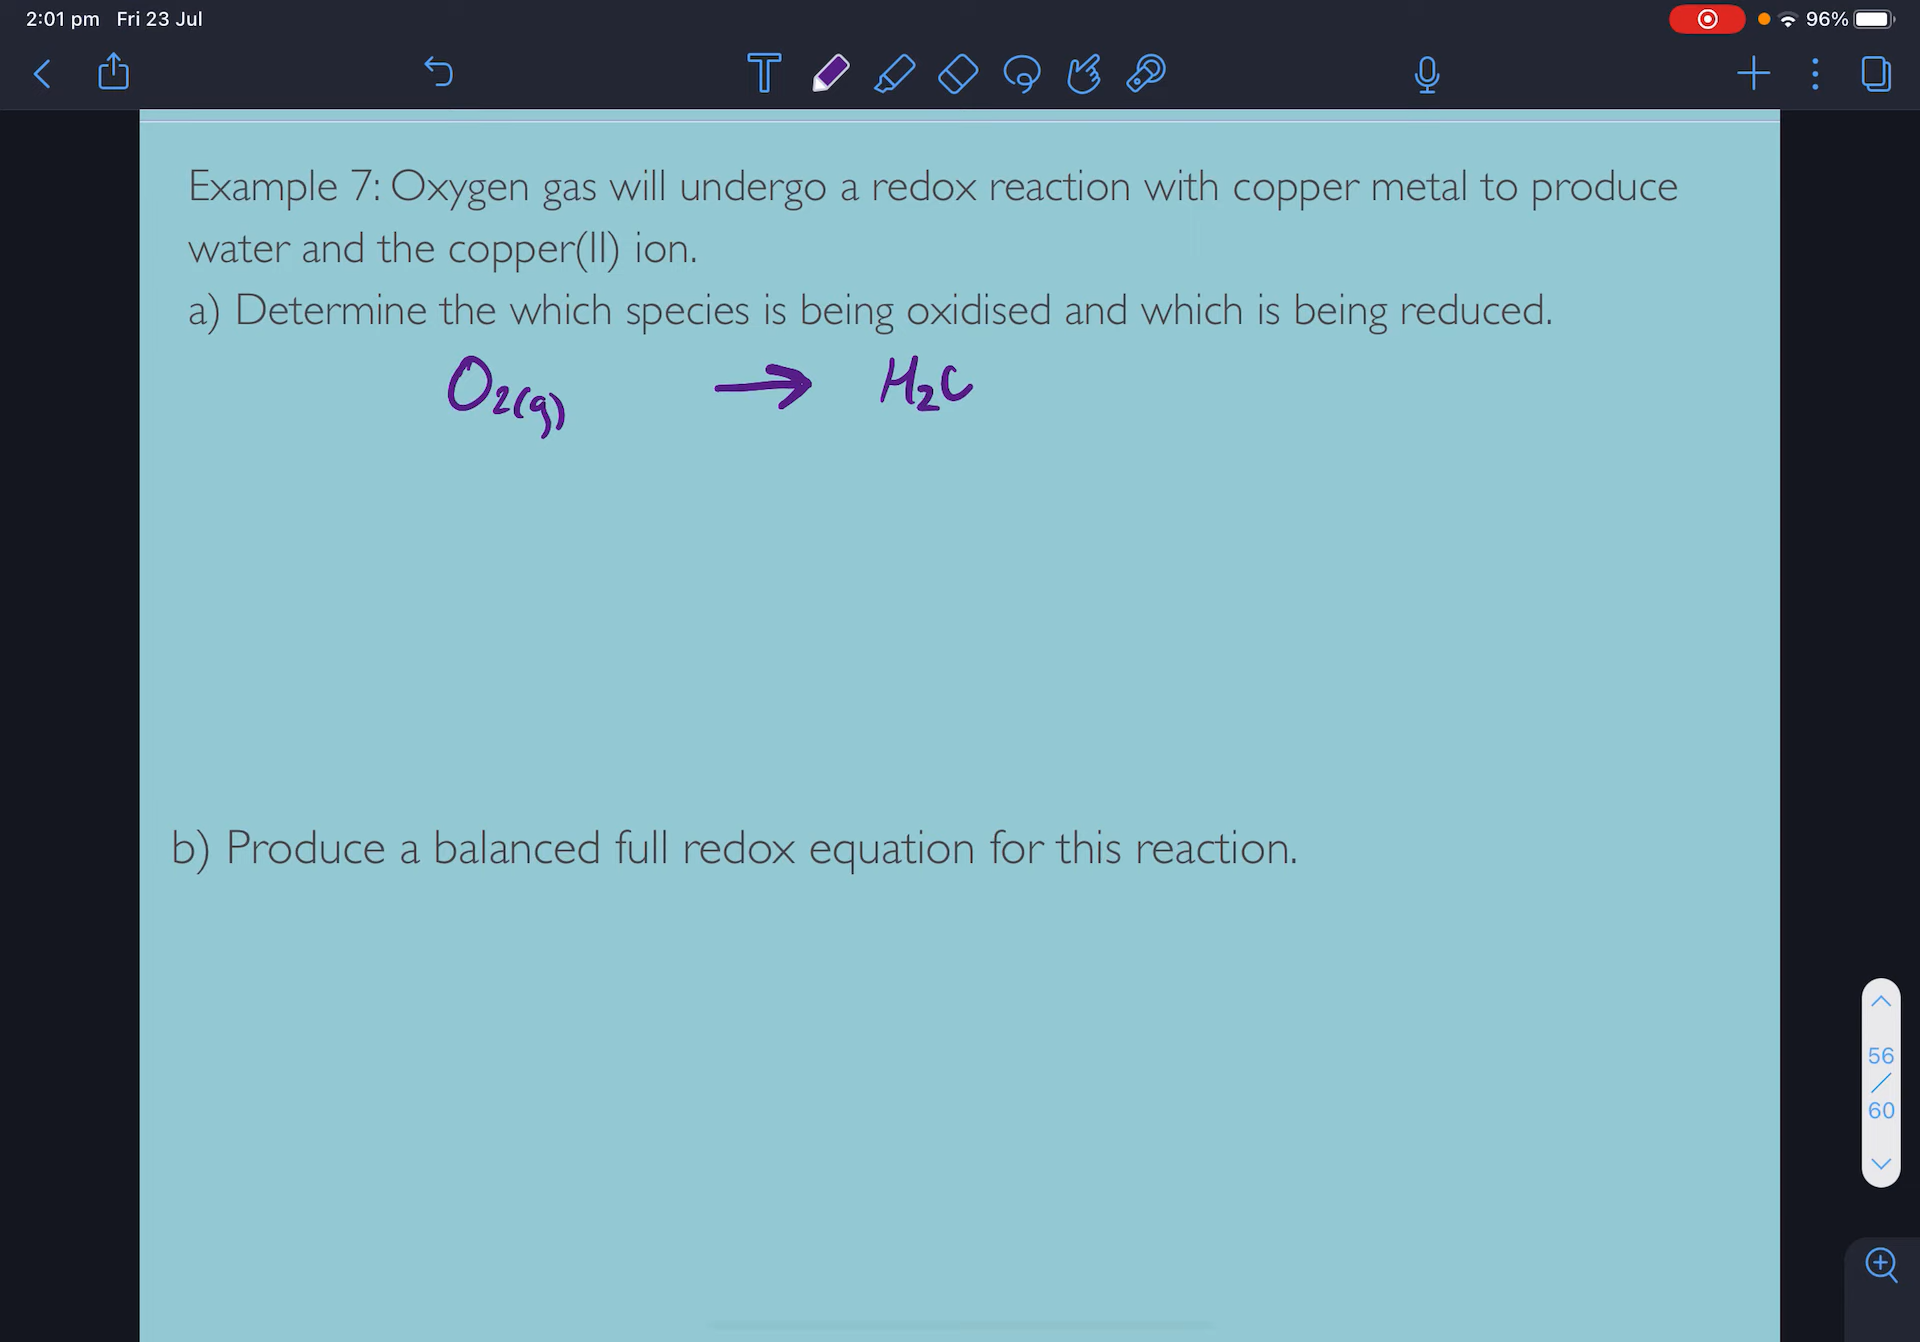 2:01 pm Fri 23 Jul
96%
T
Example 7: Oxygen gas will undergo a redox reaction with copper metal to produce
water and the copper(II) ion.
a) Determine the which species is being oxidised and which is being reduced.
O₂(g) → H₂C
b) Produce a balanced full redox equation for this reaction.
56
/
60